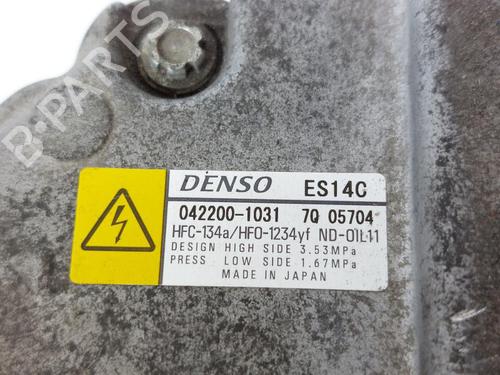 B-PARTS
DENSO ES14C
042200-1031 7Q 05704
HFC-134a/HFO-1234yf ND-OIL11
DESIGN HIGH SIDE 3.53MPa
PRESS LOW SIDE 1.67MPa
MADE IN JAPAN